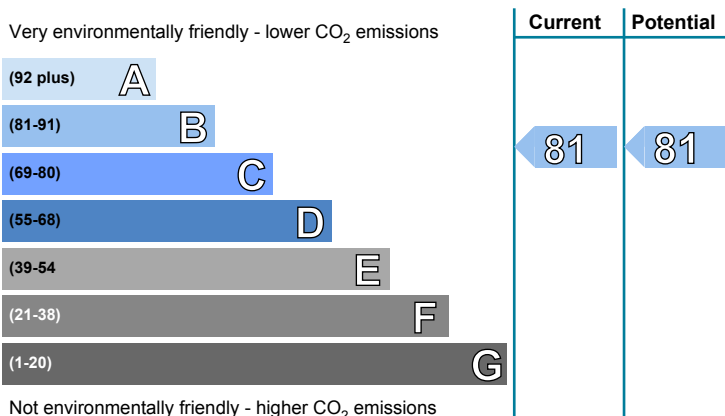 Very environmentally friendly - lower CO₂ emissions
Current Potential
(92 plus) A
(81-91) B
81 81
(69-80) C
(55-68) D
(39-54 E
(21-38) F
(1-20) G
Not environmentally friendly - higher CO₂ emissions